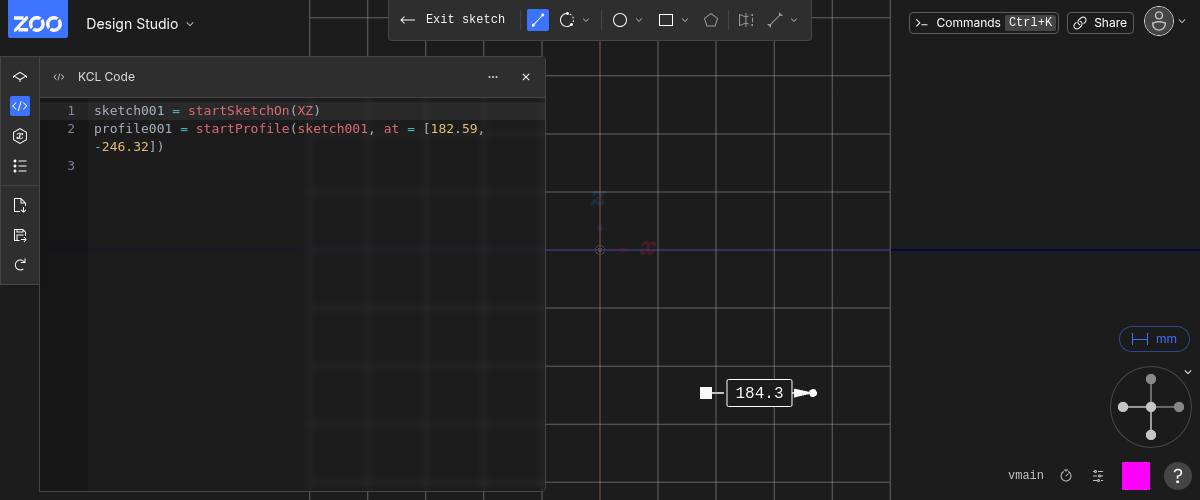 ZOO
Design Studio
Exit sketch
Commands Ctrl+K
Share
KCL Code
1 sketch001 = startSketchOn(XZ)
2 profile001 = startProfile(sketch001, at = [182.59,
-246.32])
3
z
x
mm
184.3
vmain
?